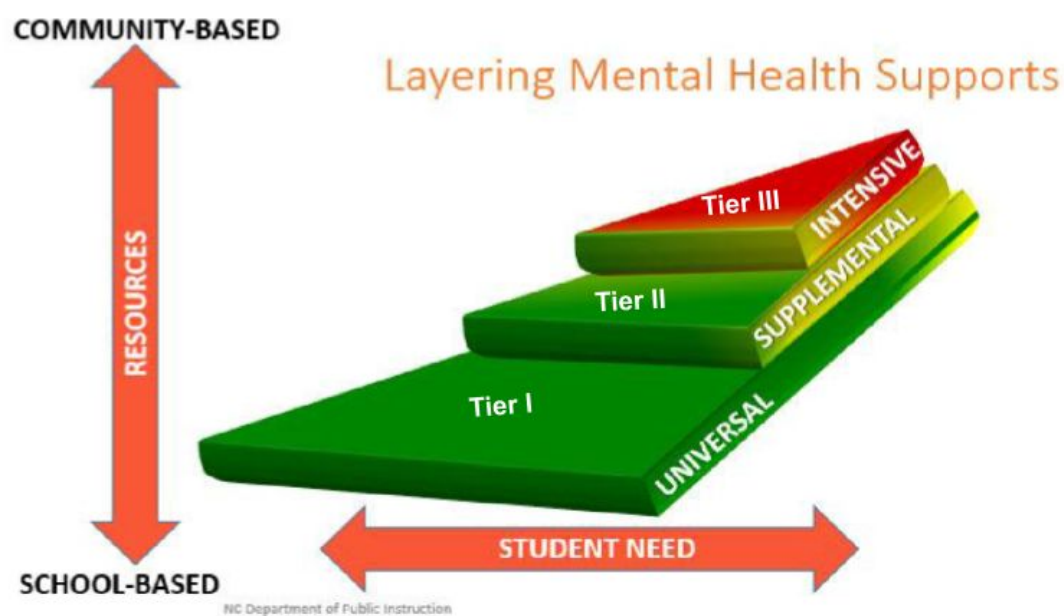 COMMUNITY-BASED
Layering Mental Health Supports
RESOURCES
Tier III
INTENSIVE
Tier II
SUPPLEMENTAL
Tier I
UNIVERSAL
STUDENT NEED
SCHOOL-BASED
NC Department of Public Instruction